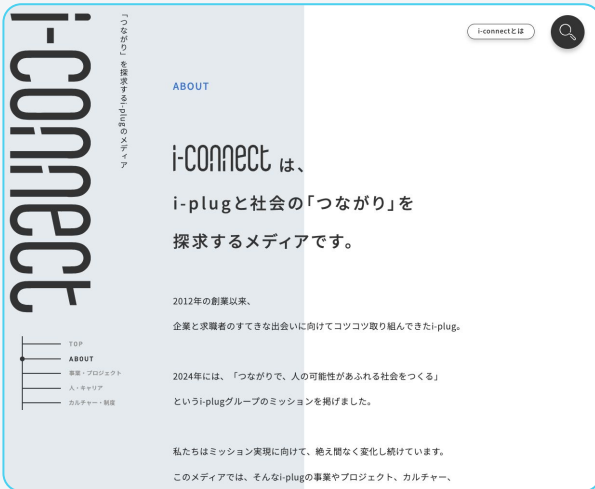 i-connect
「つながり」を探求するi-plugのメディア
TOP
ABOUT
事業・プロジェクト
人・キャリア
カルチャー・制度
i-connectとは
ABOUT
i-connect は、
i-plugと社会の「つながり」を
探求するメディアです。
2012年の創業以来、
企業と求職者のすてきな出会いに向けてコツコツ取り組んできたi-plug。
2024年には、「つながりで、人の可能性があふれる社会をつくる」
というi-plugグループのミッションを掲げました。
私たちはミッション実現に向けて、絶え間なく変化し続けています。
このメディアでは、そんなi-plugの事業やプロジェクト、カルチャー、